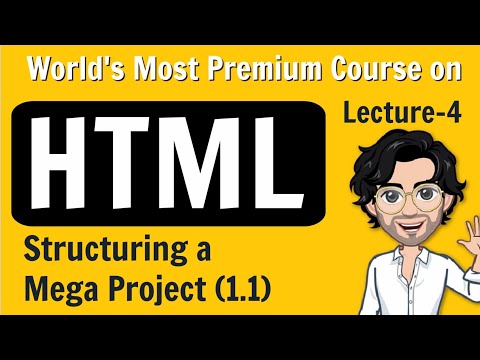 World's Most Premium Course on
HTML
Lecture-4
Structuring a
Mega Project (1.1)